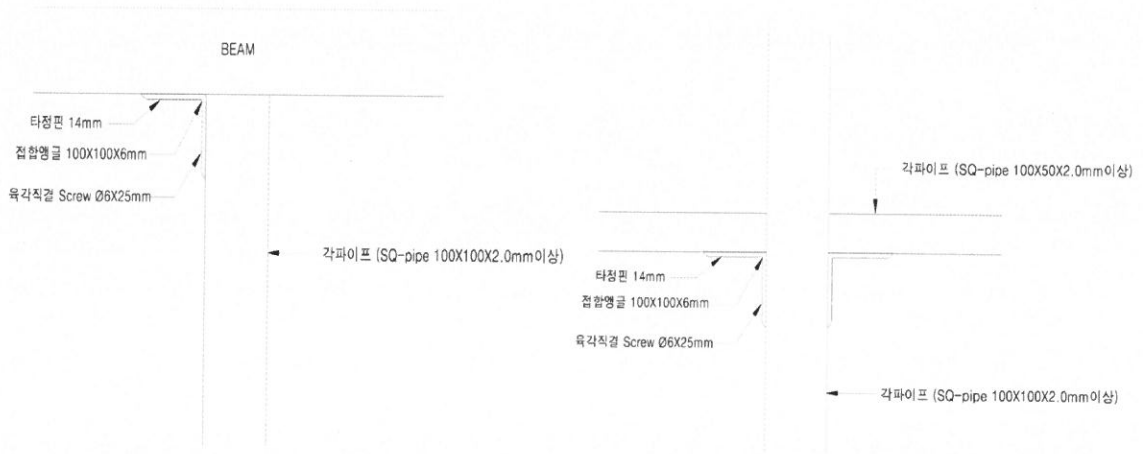 BEAM
타정핀 14mm
접합앵글 100X100X6mm
육각직결 Screw Ø6X25mm
각파이프 (SQ-pipe 100X100X2.0mm이상)
각파이프 (SQ-pipe 100X50X2.0mm이상)
타정핀 14mm
접합앵글 100X100X6mm
육각직결 Screw Ø6X25mm
각파이프 (SQ-pipe 100X100X2.0mm이상)